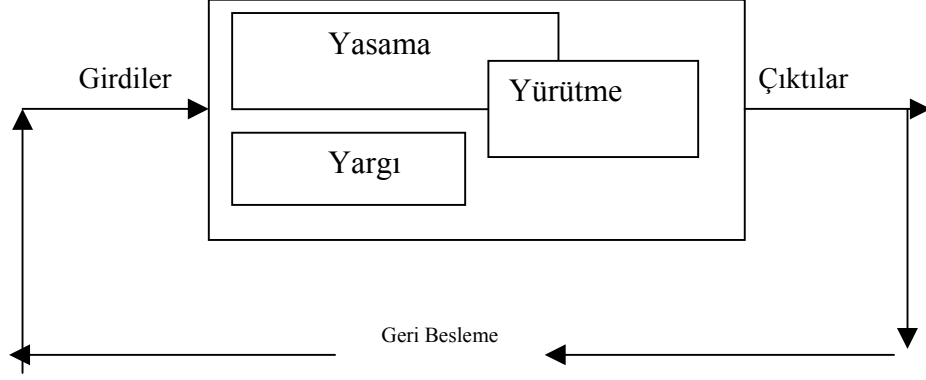 Yasama
Girdiler
Yürütme
Çıktılar
Yargı
Geri Besleme